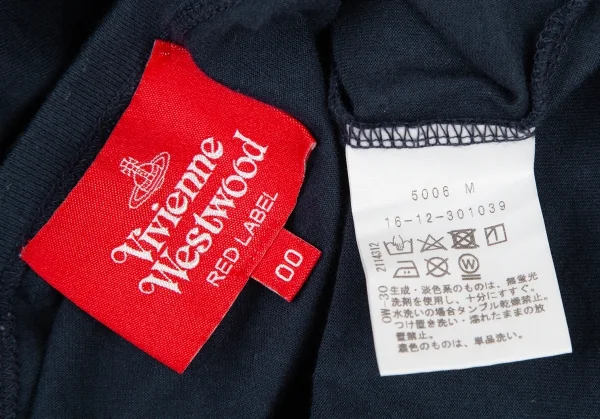 Vivienne
Westwood
RED LABEL
00
5006 M
16-12-301039
OW-30 2114312
生成・淡色系のものは、無蛍光
洗剤を使用し、十分にすすぐ。
水洗いの場合タンブル乾燥禁止。
つけ置き洗い・濡れたままの放
置禁止。
濃色のものは、単品洗い。